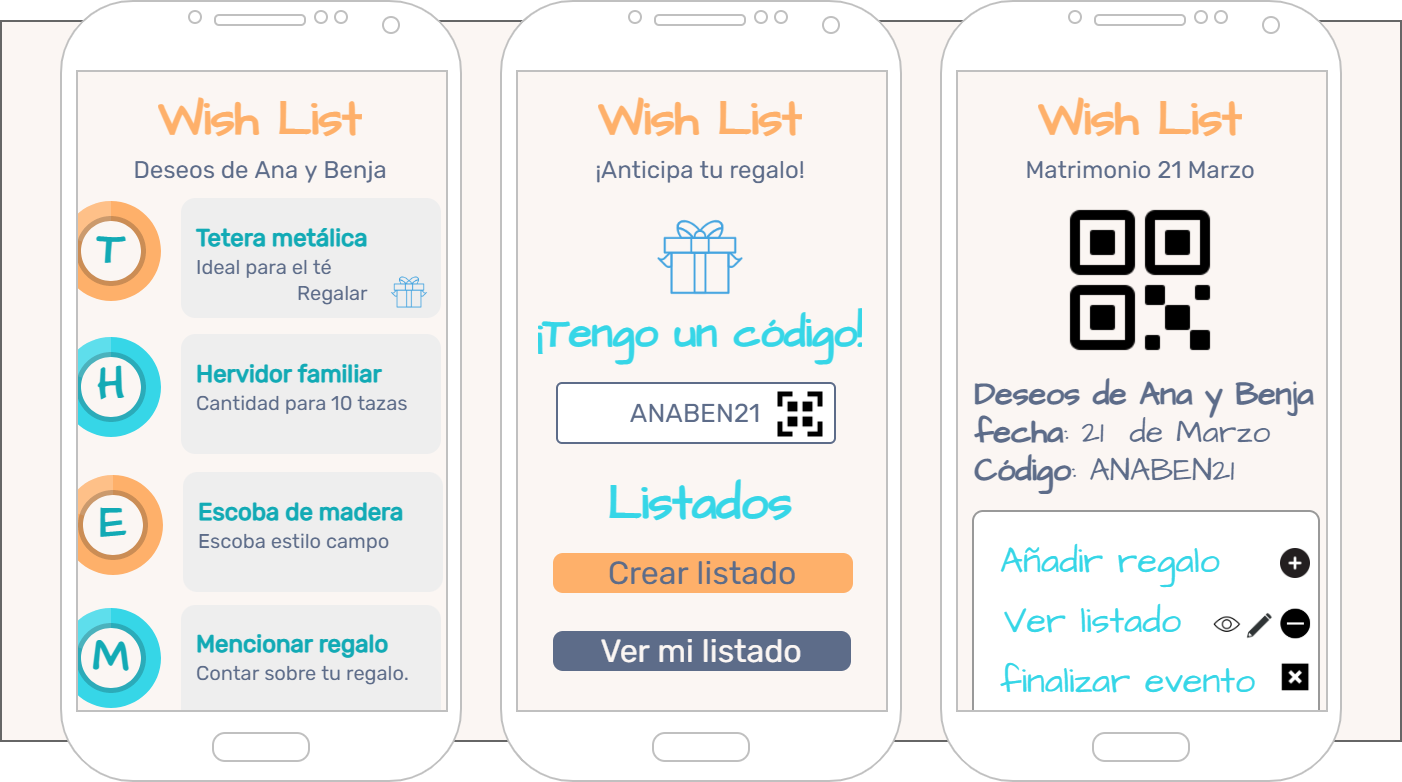 Wish List
Deseos de Ana y Benja
T
Tetera metálica
Ideal para el té
Regalar
H
Hervidor familiar
Cantidad para 10 tazas
E
Escoba de madera
Escoba estilo campo
M
Mencionar regalo
Contar sobre tu regalo.
Wish List
¡Anticipa tu regalo!
¡Tengo un código!
ANABEN21
Listados
Crear listado
Ver mi listado
Wish List
Matrimonio 21 Marzo
Deseos de Ana y Benja
fecha: 21 de Marzo
Código: ANABEN21
Añadir regalo
Ver listado
finalizar evento